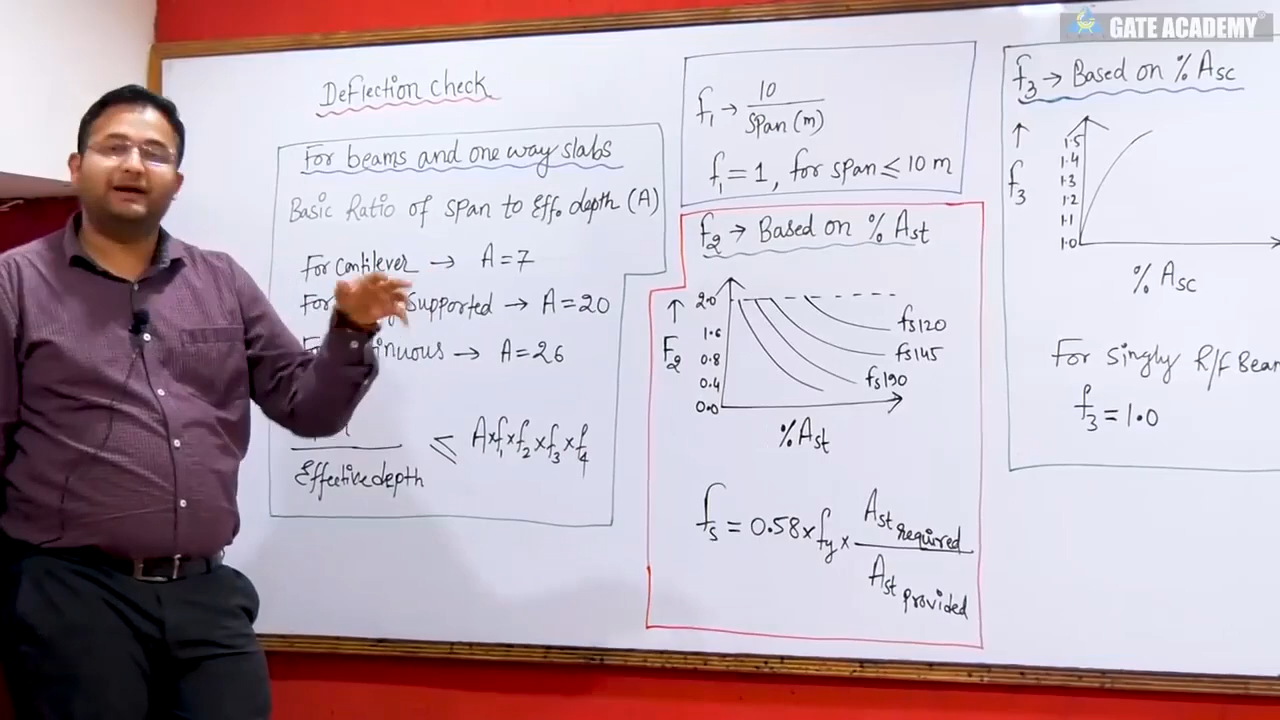 GATE ACADEMY
Deflection check
For beams and one way slabs
Basic Ratio of span to Eff. depth (A)
For Cantilever → A = 7
Supported → A = 20
→ A = 26
Effective depth ≤ A×f1×f2×f3×f4
f1 → 10 / Span (m)
f1 = 1, for span ≤ 10 m
f2 → Based on % Ast
↑
F2
2.0
1.6
0.8
0.4
0.0
fs120
fs145
fs190
% Ast
fs = 0.58 × fy × Ast required / Ast provided
f3 → Based on % Asc
↑
f3
1.5
1.4
1.3
1.2
1.1
1.0
% Asc
For singly R/f Beam
f3 = 1.0